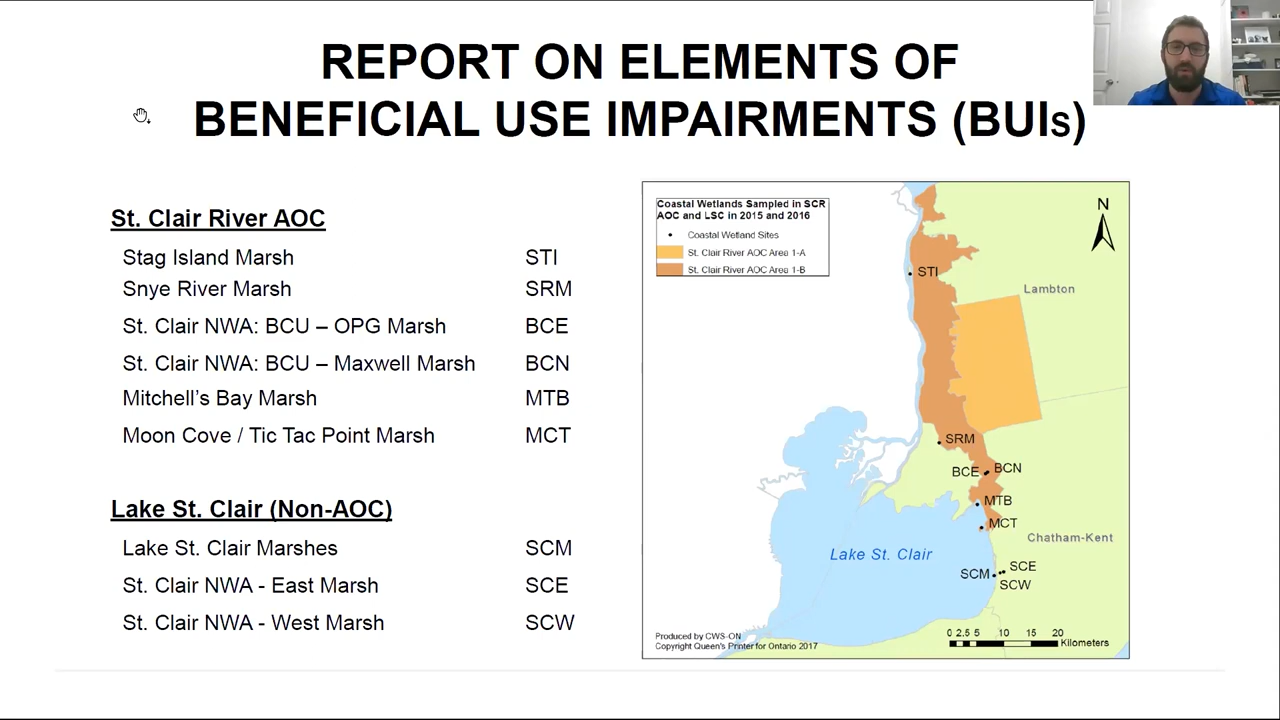 REPORT ON ELEMENTS OF
BENEFICIAL USE IMPAIRMENTS (BUIs)
St. Clair River AOC
Stag Island Marsh STI
Snye River Marsh SRM
St. Clair NWA: BCU – OPG Marsh BCE
St. Clair NWA: BCU – Maxwell Marsh BCN
Mitchell's Bay Marsh MTB
Moon Cove / Tic Tac Point Marsh MCT
Lake St. Clair (Non-AOC)
Lake St. Clair Marshes SCM
St. Clair NWA - East Marsh SCE
St. Clair NWA - West Marsh SCW
Coastal Wetlands Sampled in SCR
AOC and LSC in 2015 and 2016
Coastal Wetland Sites
St. Clair River AOC Area 1-A
St. Clair River AOC Area 1-B
N
STI
Lambton
SRM
BCE BCN
MTB
MCT
Chatham-Kent
Lake St. Clair
SCE
SCM
SCW
0 2.5 5 10 15 20
Kilometers
Produced by CWS-ON
Copyright Queen's Printer for Ontario 2017